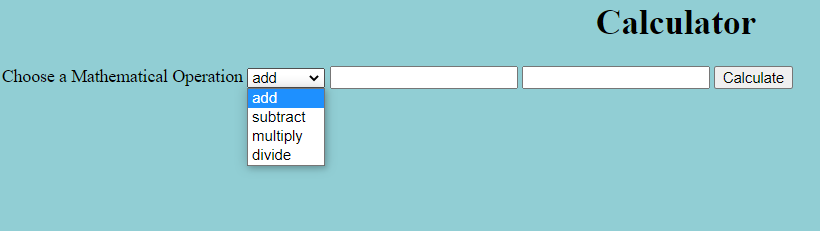 Calculator
Choose a Mathematical Operation add Calculate
add
subtract
multiply
divide